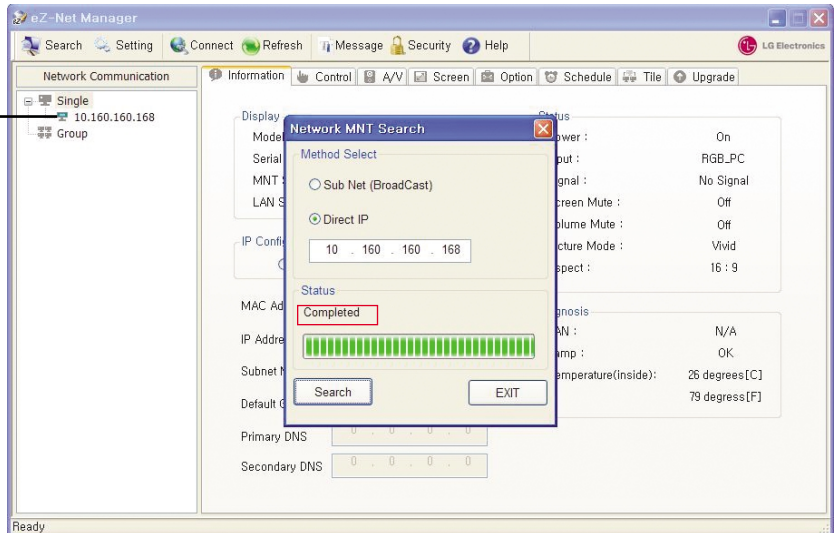 eZ-Net Manager
Search Setting Connect Refresh Message Security Help LG Electronics
Network Communication
Information Control A/V Screen Option Schedule Tile Upgrade
Single
10.160.160.168
Group
Display
Serial
MNT
LAN S
IP Confi
MAC Ad
IP Addre
Subnet
Default
Primary DNS 0 . 0 . 0 . 0
Secondary DNS 0 . 0 . 0 . 0
Network MNT Search
Method Select
Sub Net (BroadCast)
Direct IP
10 . 160 . 160 . 168
Status
Completed
Search EXIT
ower : On
put : RGB_PC
gnal : No Signal
creen Mute : Off
olume Mute : Off
cture Mode : Vivid
spect : 16 : 9
gnosis
AN : N/A
amp : OK
emperature(inside): 26 degrees[C]
79 degress[F]
Ready